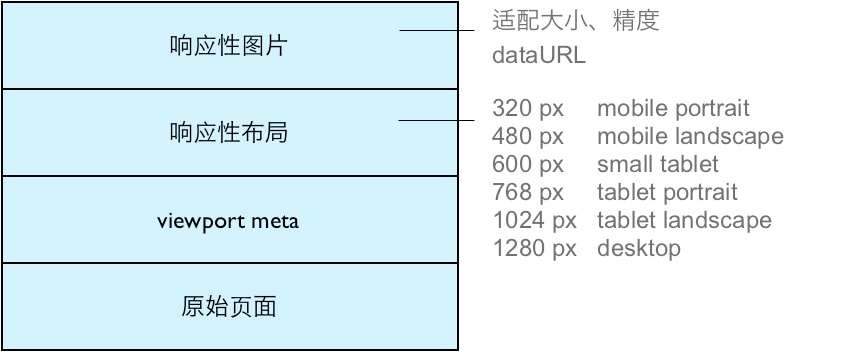 响应性图片
适配大小、精度
dataURL
响应性布局
320 px mobile portrait
480 px mobile landscape
600 px small tablet
768 px tablet portrait
1024 px tablet landscape
1280 px desktop
viewport meta
原始页面